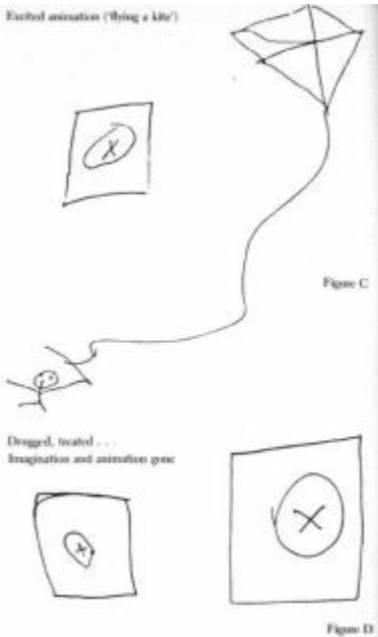 Excited animation ('flying a kite')
X
Figure C
Drugged, treated . . .
Imagination and animation gone
X
X
Figure D